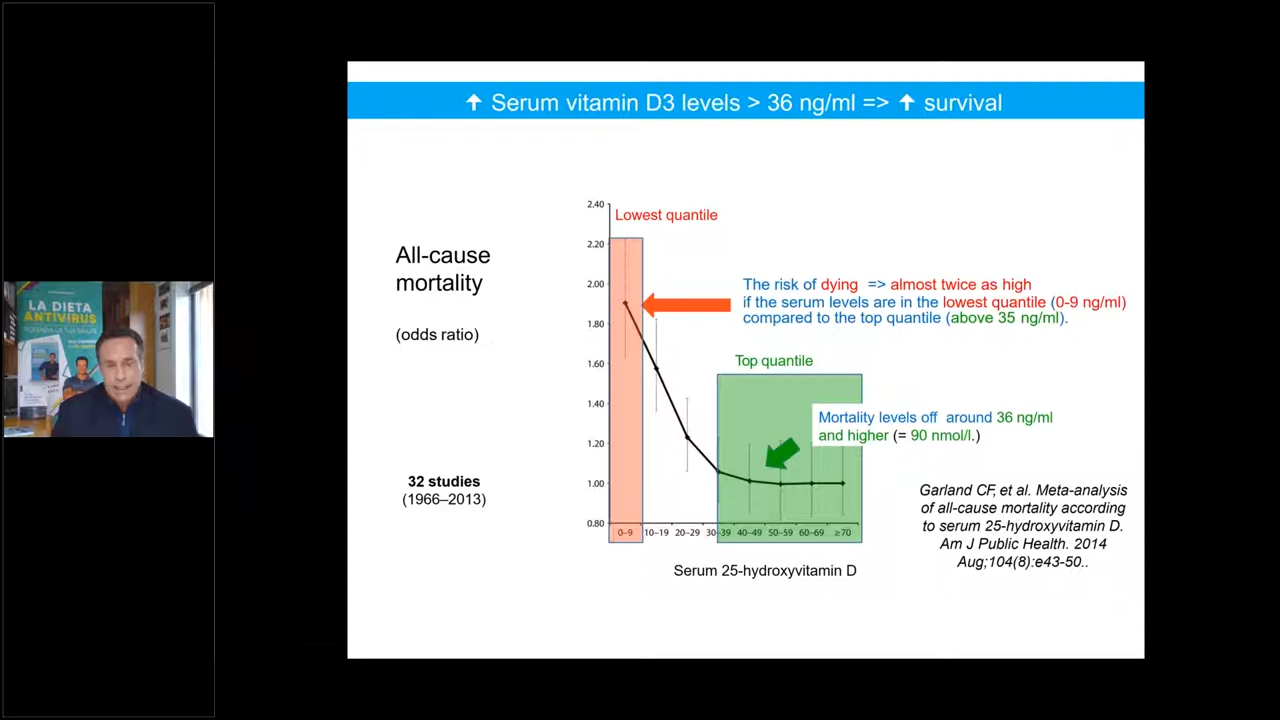 ⬆ Serum vitamin D3 levels > 36 ng/ml => ⬆ survival
All-cause
mortality
(odds ratio)
32 studies
(1966–2013)
2.40
2.20
2.00
1.80
1.60
1.40
1.20
1.00
0.80
Lowest quantile
The risk of dying => almost twice as high
if the serum levels are in the lowest quantile (0-9 ng/ml)
compared to the top quantile (above 35 ng/ml).
Top quantile
Mortality levels off around 36 ng/ml
and higher (= 90 nmol/l.)
0–9 10–19 20–29 30–39 40–49 50–59 60–69 ≥70
Serum 25-hydroxyvitamin D
Garland CF, et al. Meta-analysis
of all-cause mortality according
to serum 25-hydroxyvitamin D.
Am J Public Health. 2014
Aug;104(8):e43-50..
LA DIETA
ANTIVIRUS